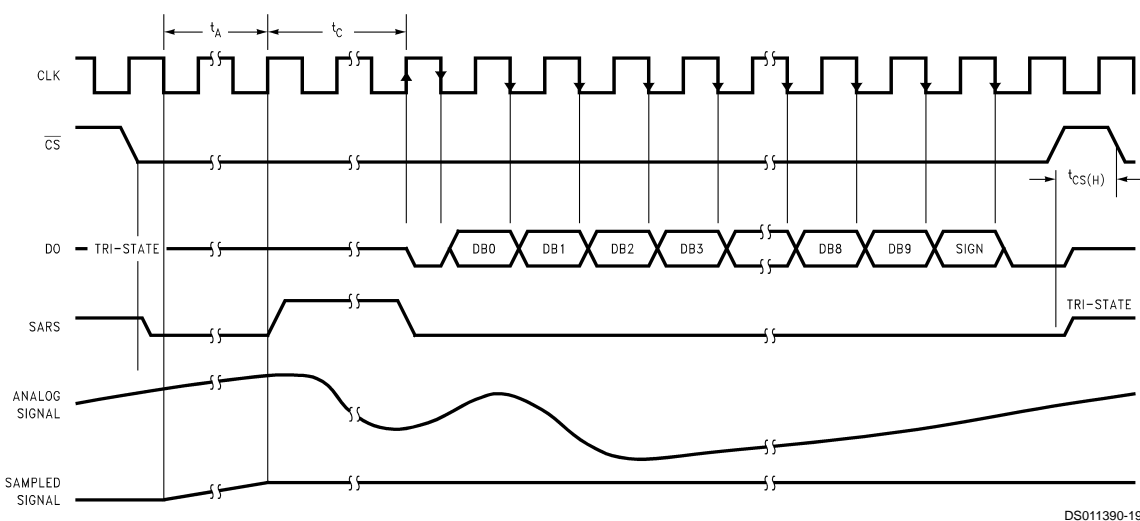 tA
tC
CLK
CS
tCS(H)
DO
TRI-STATE
DB0
DB1
DB2
DB3
DB8
DB9
SIGN
TRI-STATE
SARS
ANALOG
SIGNAL
SAMPLED
SIGNAL
DS011390-19